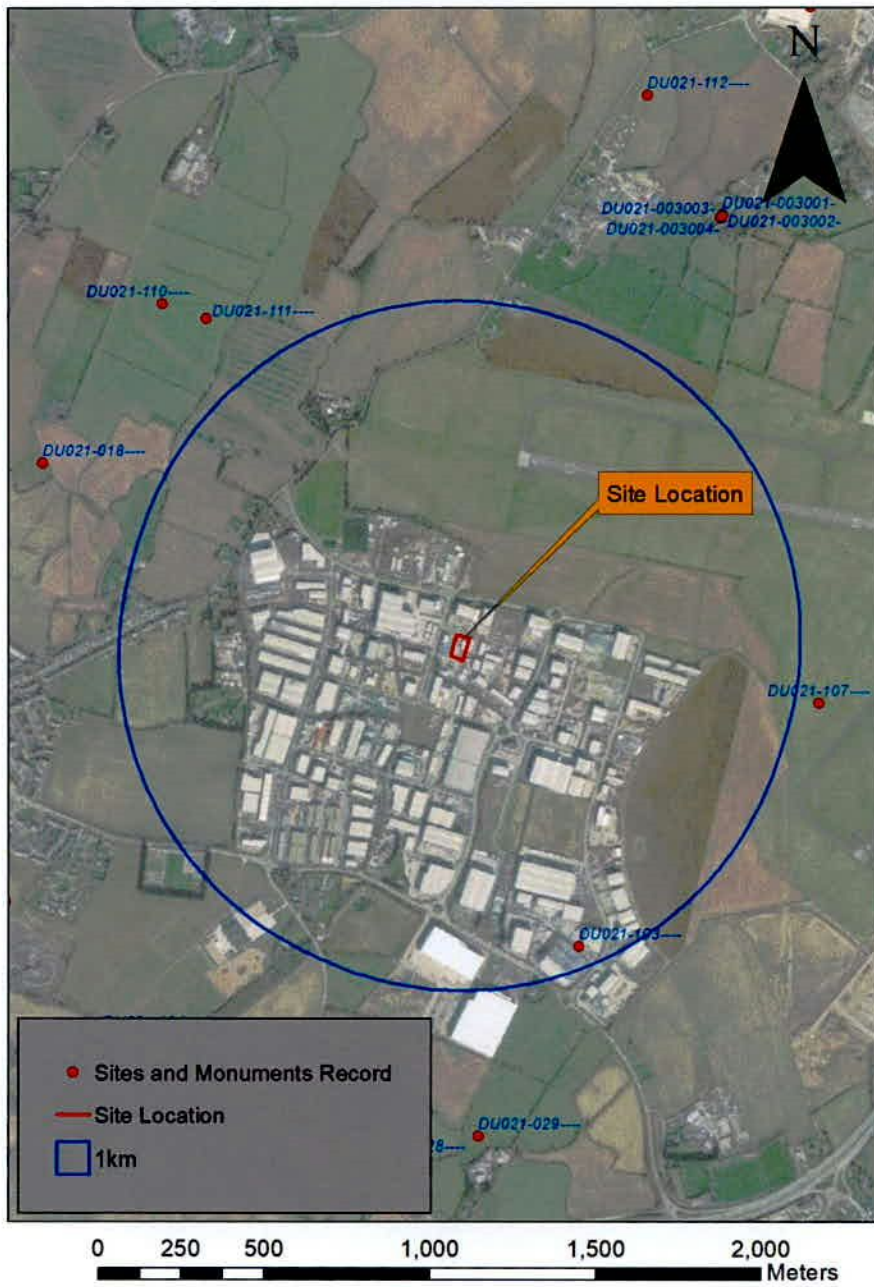 N
DU021-112----
DU021-003003- DU021-003001-
DU021-003004- DU021-003002-
DU021-110----
DU021-111----
DU021-018----
Site Location
DU021-107----
DU021-029----
28----
Sites and Monuments Record
Site Location
1km
0 250 500 1,000 1,500 2,000
Meters